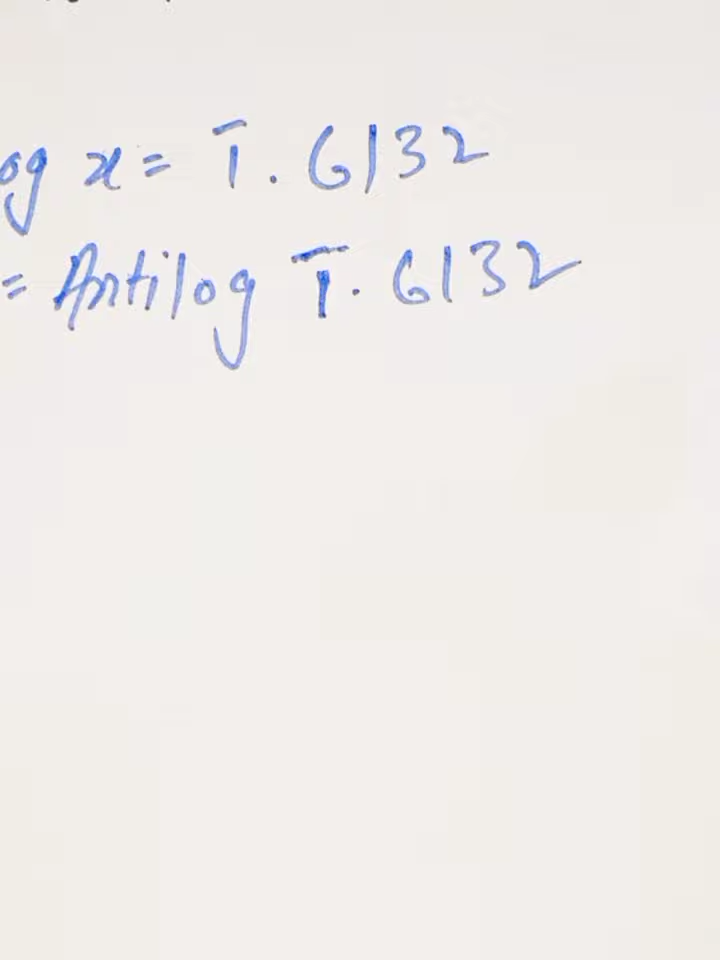 og x = 1̅. 6132
= Antilog 1̅. 6132